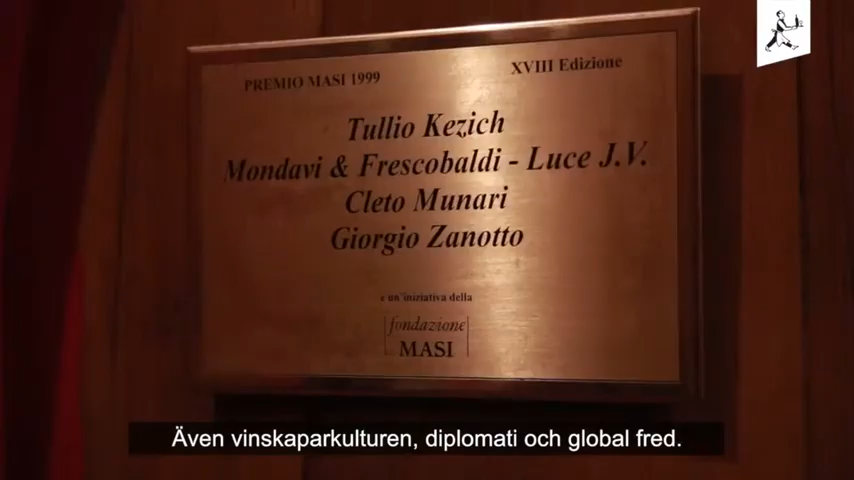 PREMIO MASI 1999
XVIII Edizione
Tullio Kezich
Mondavi & Frescobaldi - Luce J.V.
Cleto Munari
Giorgio Zanotto
e un'iniziativa della
fondazione
MASI
Även vinskaparkulturen, diplomati och global fred.